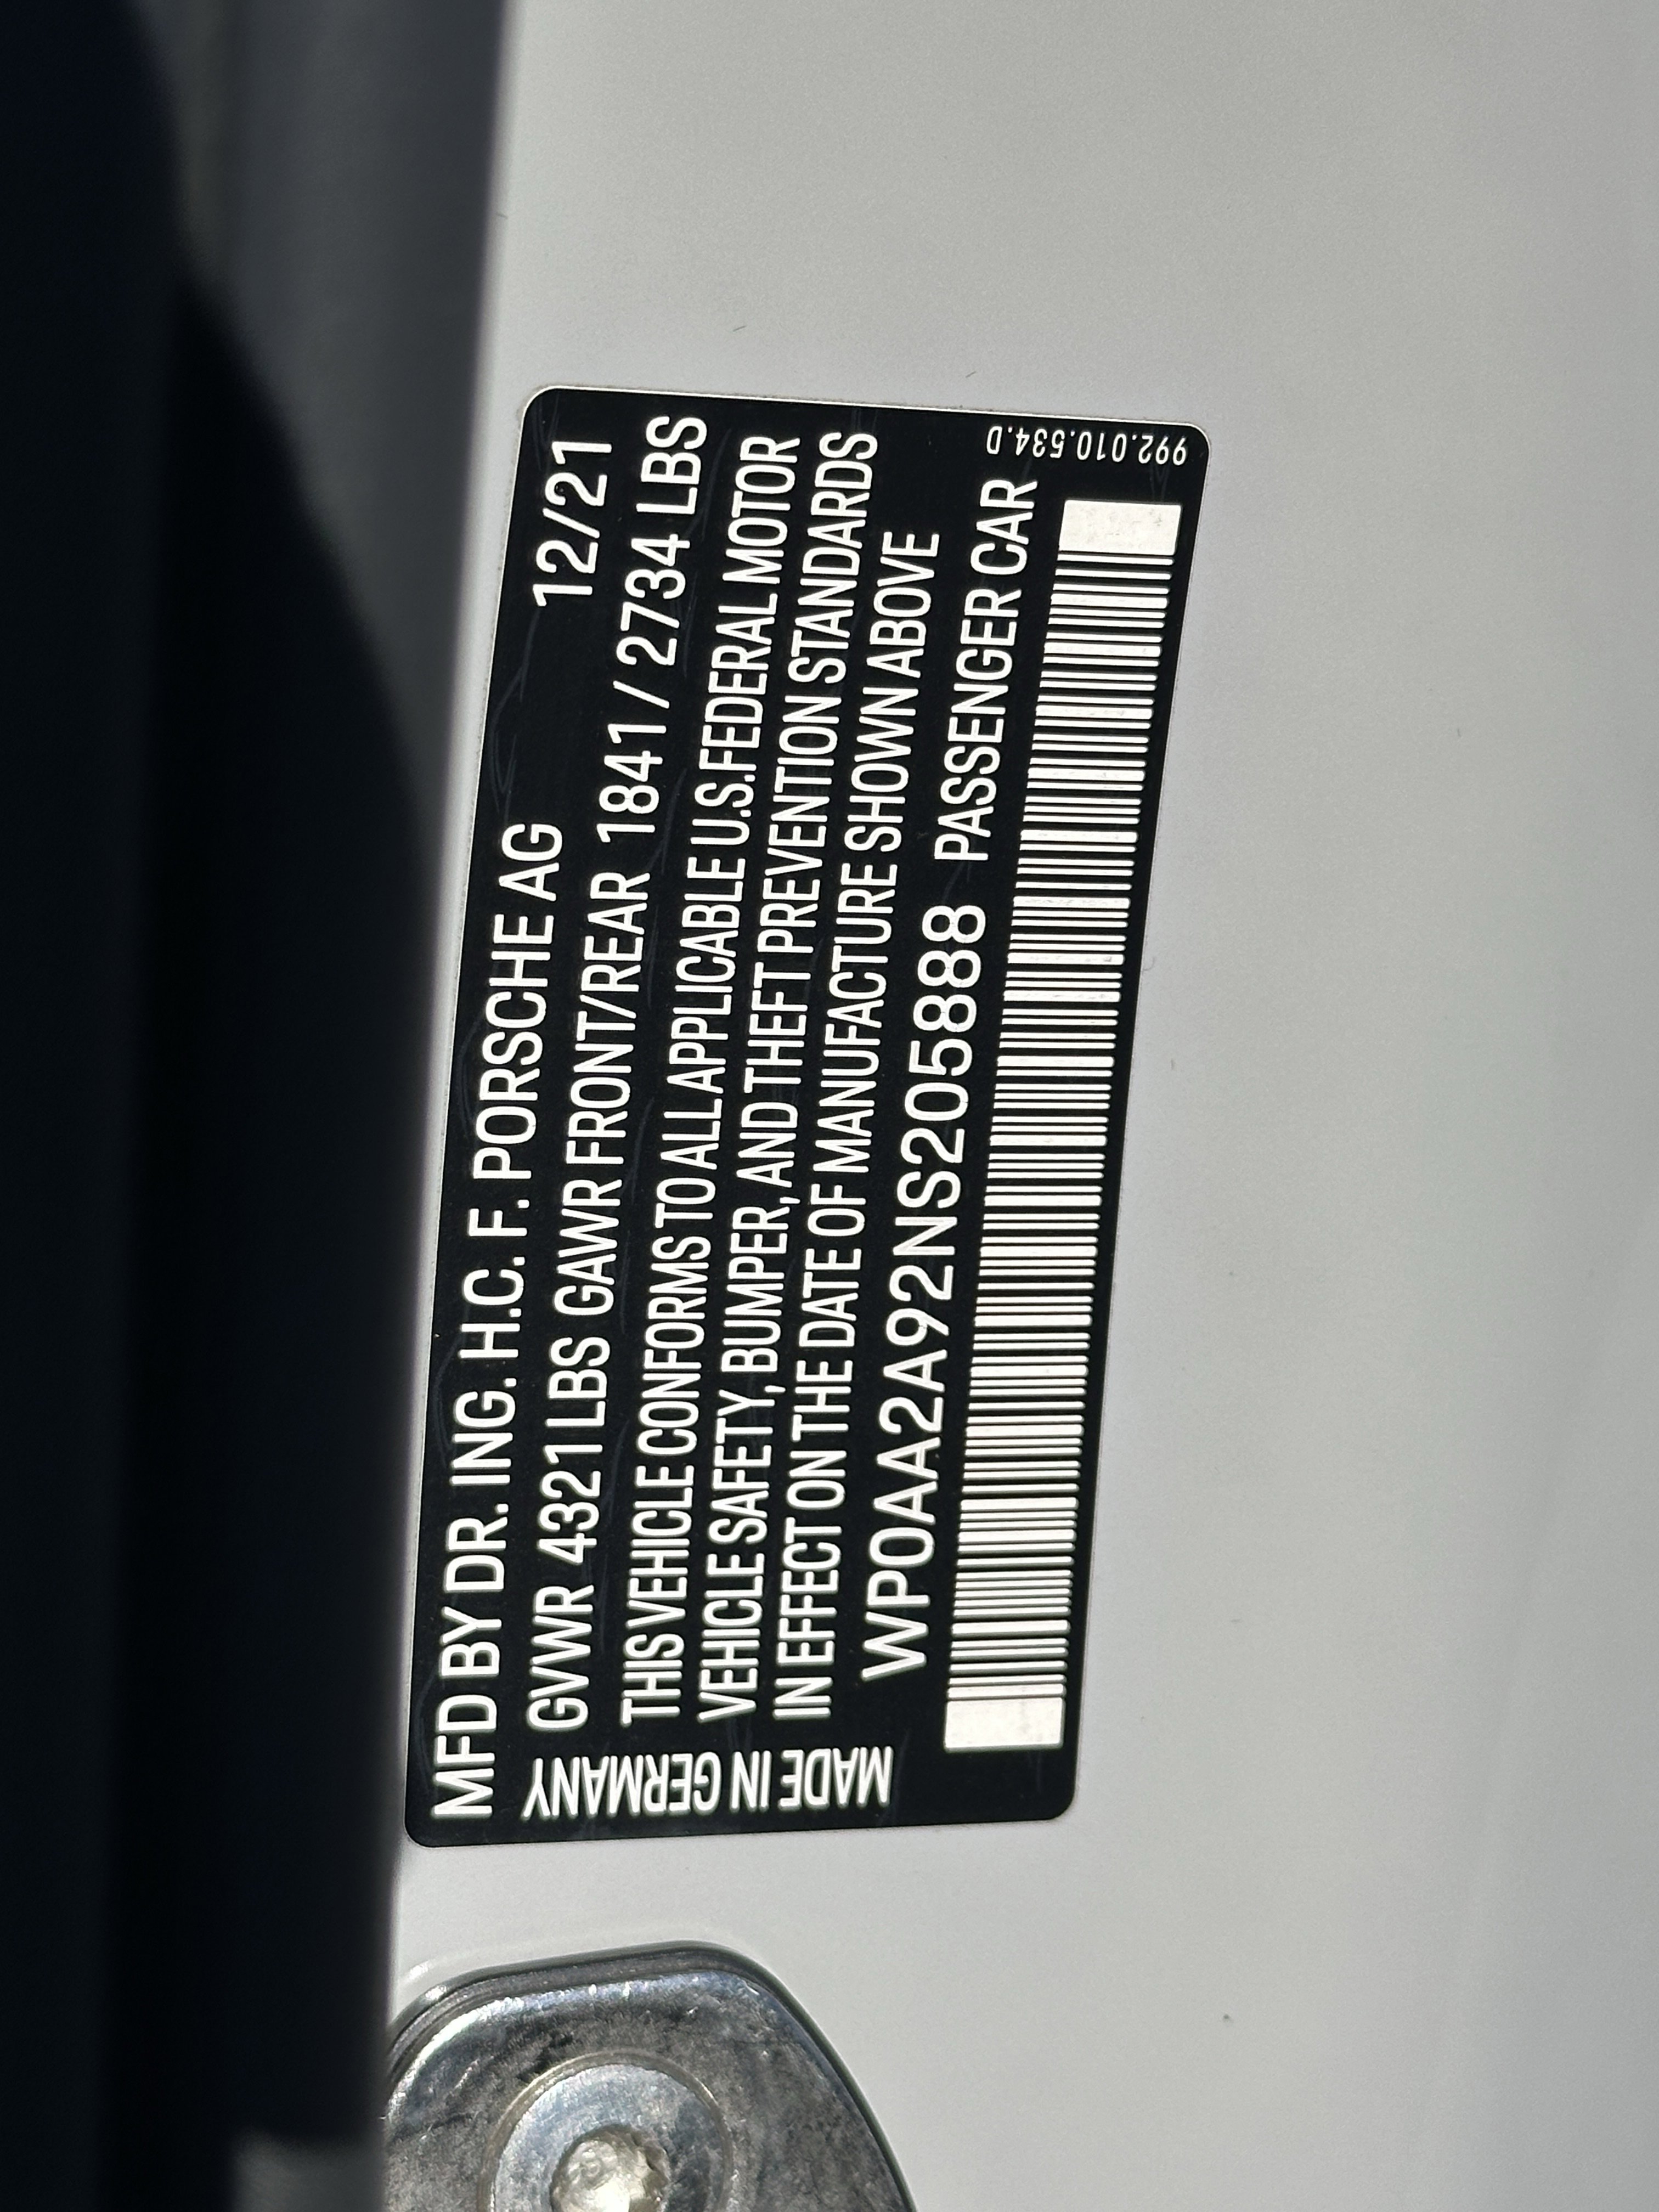 MFD BY DR. ING. H.C. F. PORSCHE AG 12/21
GVWR 4321 LBS GAWR FRONT/REAR 1841 / 2734 LBS
THIS VEHICLE CONFORMS TO ALL APPLICABLE U.S.FEDERAL MOTOR
VEHICLE SAFETY, BUMPER, AND THEFT PREVENTION STANDARDS
IN EFFECT ON THE DATE OF MANUFACTURE SHOWN ABOVE
WP0AA2A92NS205888 PASSENGER CAR
MADE IN GERMANY
992.010.534.D